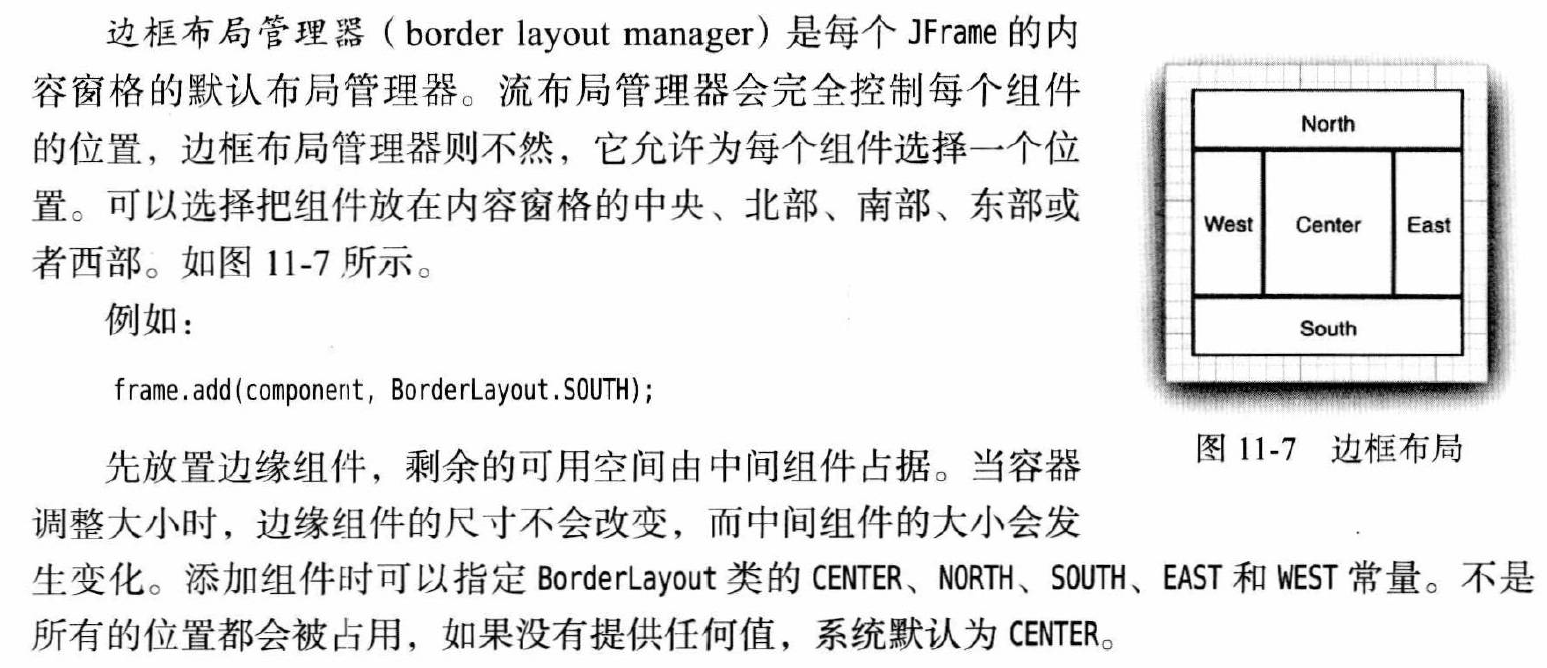 边框布局管理器（border layout manager）是每个 JFrame 的内
容窗格的默认布局管理器。流布局管理器会完全控制每个组件
的位置，边框布局管理器则不然，它允许为每个组件选择一个位
置。可以选择把组件放在内容窗格的中央、北部、南部、东部或
者西部。如图 11-7 所示。
例如：
frame.add(component, BorderLayout.SOUTH);
先放置边缘组件，剩余的可用空间由中间组件占据。当容器
调整大小时，边缘组件的尺寸不会改变，而中间组件的大小会发
生变化。添加组件时可以指定 BorderLayout 类的 CENTER、NORTH、SOUTH、EAST 和 WEST 常量。不是
所有的位置都会被占用，如果没有提供任何值，系统默认为 CENTER。
North
West Center East
South
图 11-7 边框布局